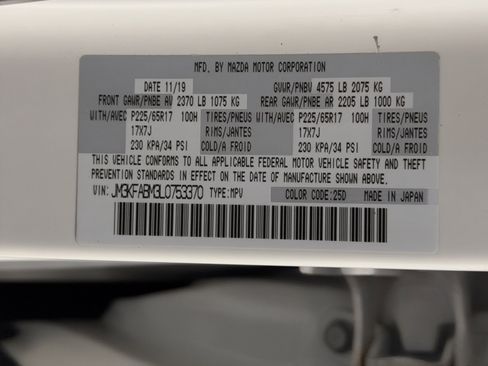 MFD. BY MAZDA MOTOR CORPORATION
DATE 11/19 GVWR/PNBV 4575 LB 2075 KG
FRONT GAWR/PNBE AV 2370 LB 1075 KG REAR GAWR/PNBE AR 2205 LB 1000 KG
WITH/AVEC P225/65R17 100H TIRES/PNEUS WITH/AVEC P225/65R17 100H TIRES/PNEUS
17X7J RIMS/JANTES 17X7J RIMS/JANTES
230 KPA/34 PSI COLD/A FROID 230 KPA/34 PSI COLD/A FROID
THIS VEHICLE CONFORMS TO ALL APPLICABLE FEDERAL MOTOR VEHICLE SAFETY AND THEFT
PREVENTION STANDARDS IN EFFECT ON THE DATE OF MANUFACTURE SHOWN ABOVE.
VIN: JM3KFABM3L0753370 TYPE:MPV COLOR CODE:25D MADE IN JAPAN